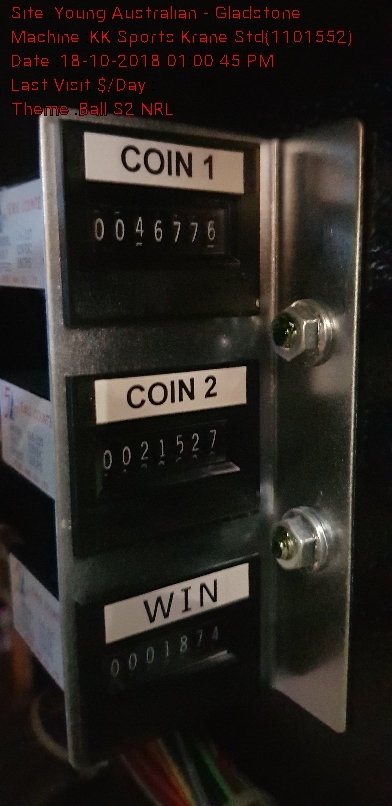 Site :Young Australian - Gladstone
Machine :KK Sports Krane Std(1101552)
Date :18-10-2018 01:00:45 PM
Last Visit $/Day :
Theme :Ball S2 NRL
COIN 1
0046776
COIN 2
0021527
WIN
0001874